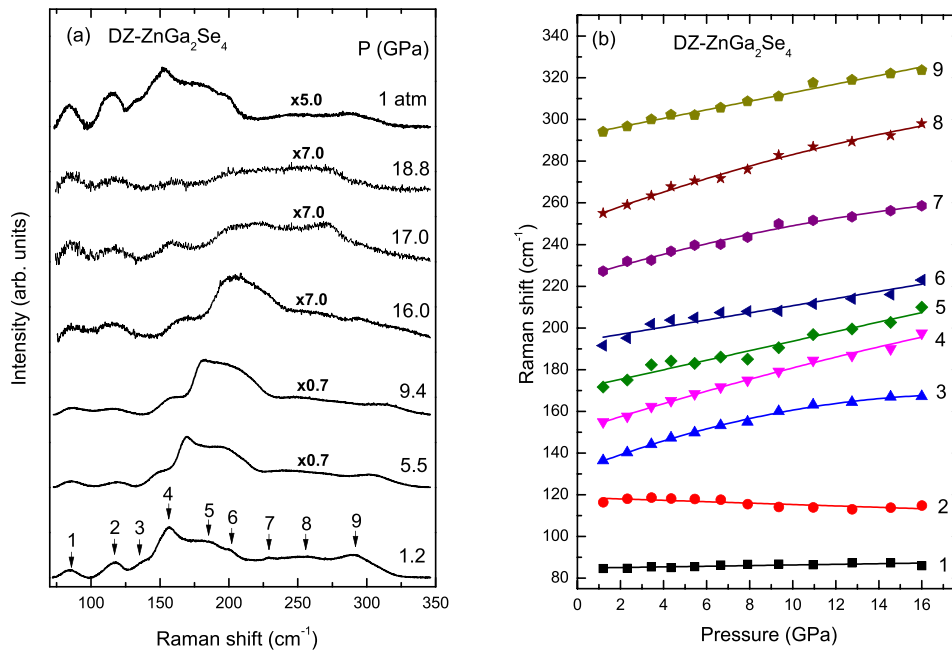 (a) DZ-ZnGa₂Se₄ P (GPa)
x5.0 1 atm
x7.0 18.8
x7.0 17.0
x7.0 16.0
x0.7 9.4
x0.7 5.5
1 2 3 4 5 6 7 8 9 1.2
50 100 150 200 250 300 350
Raman shift (cm⁻¹)
Intensity (arb. units)
(b) DZ-ZnGa₂Se₄
9
8
7
6
5
4
3
2
1
340
320
300
280
260
240
220
200
180
160
140
120
100
80
0 2 4 6 8 10 12 14 16
Pressure (GPa)
Raman shift (cm⁻¹)